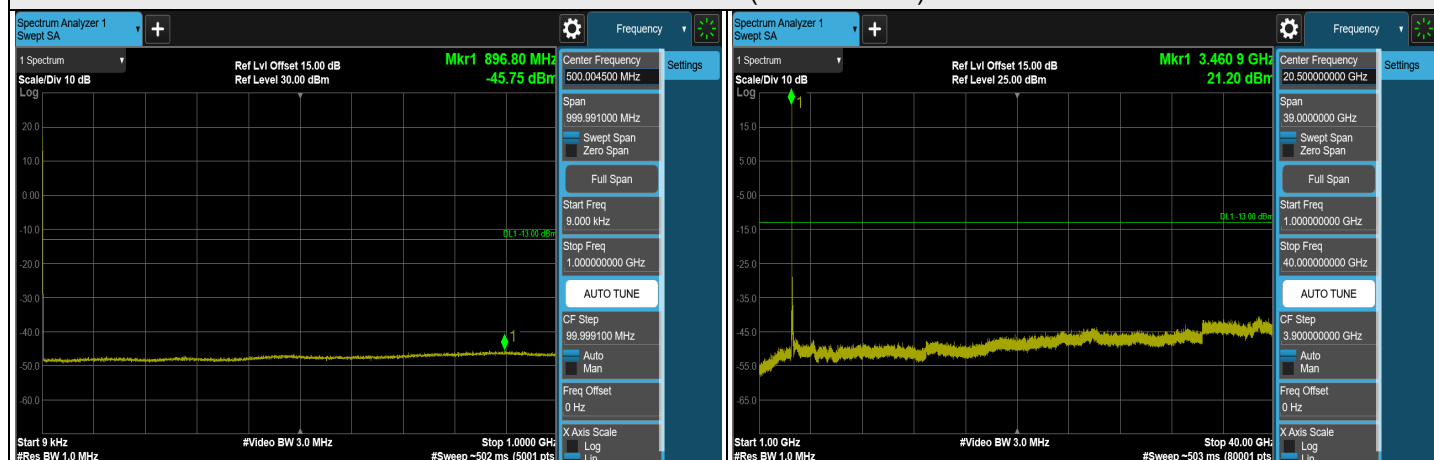 Spectrum Analyzer 1
Swept SA
+
Frequency
1 Spectrum
Scale/Div 10 dB
Log
Ref Lvl Offset 15.00 dB
Ref Level 30.00 dBm
Mkr1 896.80 MHz
-45.75 dBm
1
20.0
10.0
0.00
-10.0
-20.0
-30.0
-40.0
-50.0
-60.0
DL1 -13.00 dBm
Start 9 kHz
#Res BW 1.0 MHz
#Video BW 3.0 MHz
Stop 1.0000 GHz
#Sweep ~502 ms (5001 pts)
Center Frequency
500.004500 MHz
Settings
Span
999.991000 MHz
Swept Span
Zero Span
Full Span
Start Freq
9.000 kHz
Stop Freq
1.000000000 GHz
AUTO TUNE
CF Step
99.999100 MHz
Auto
Man
Freq Offset
0 Hz
X Axis Scale
Log
Lin
Spectrum Analyzer 1
Swept SA
+
Frequency
1 Spectrum
Scale/Div 10 dB
Log
Ref Lvl Offset 15.00 dB
Ref Level 25.00 dBm
Mkr1 3.460 9 GHz
21.20 dBm
1
15.0
5.00
-5.00
-15.0
-25.0
-35.0
-45.0
-55.0
-65.0
DL1 -13.00 dBm
Start 1.00 GHz
#Res BW 1.0 MHz
#Video BW 3.0 MHz
Stop 40.00 GHz
#Sweep ~503 ms (80001 pts)
Center Frequency
20.500000000 GHz
Settings
Span
39.0000000 GHz
Swept Span
Zero Span
Full Span
Start Freq
1.000000000 GHz
Stop Freq
40.000000000 GHz
AUTO TUNE
CF Step
3.900000000 GHz
Auto
Man
Freq Offset
0 Hz
X Axis Scale
Log
Lin